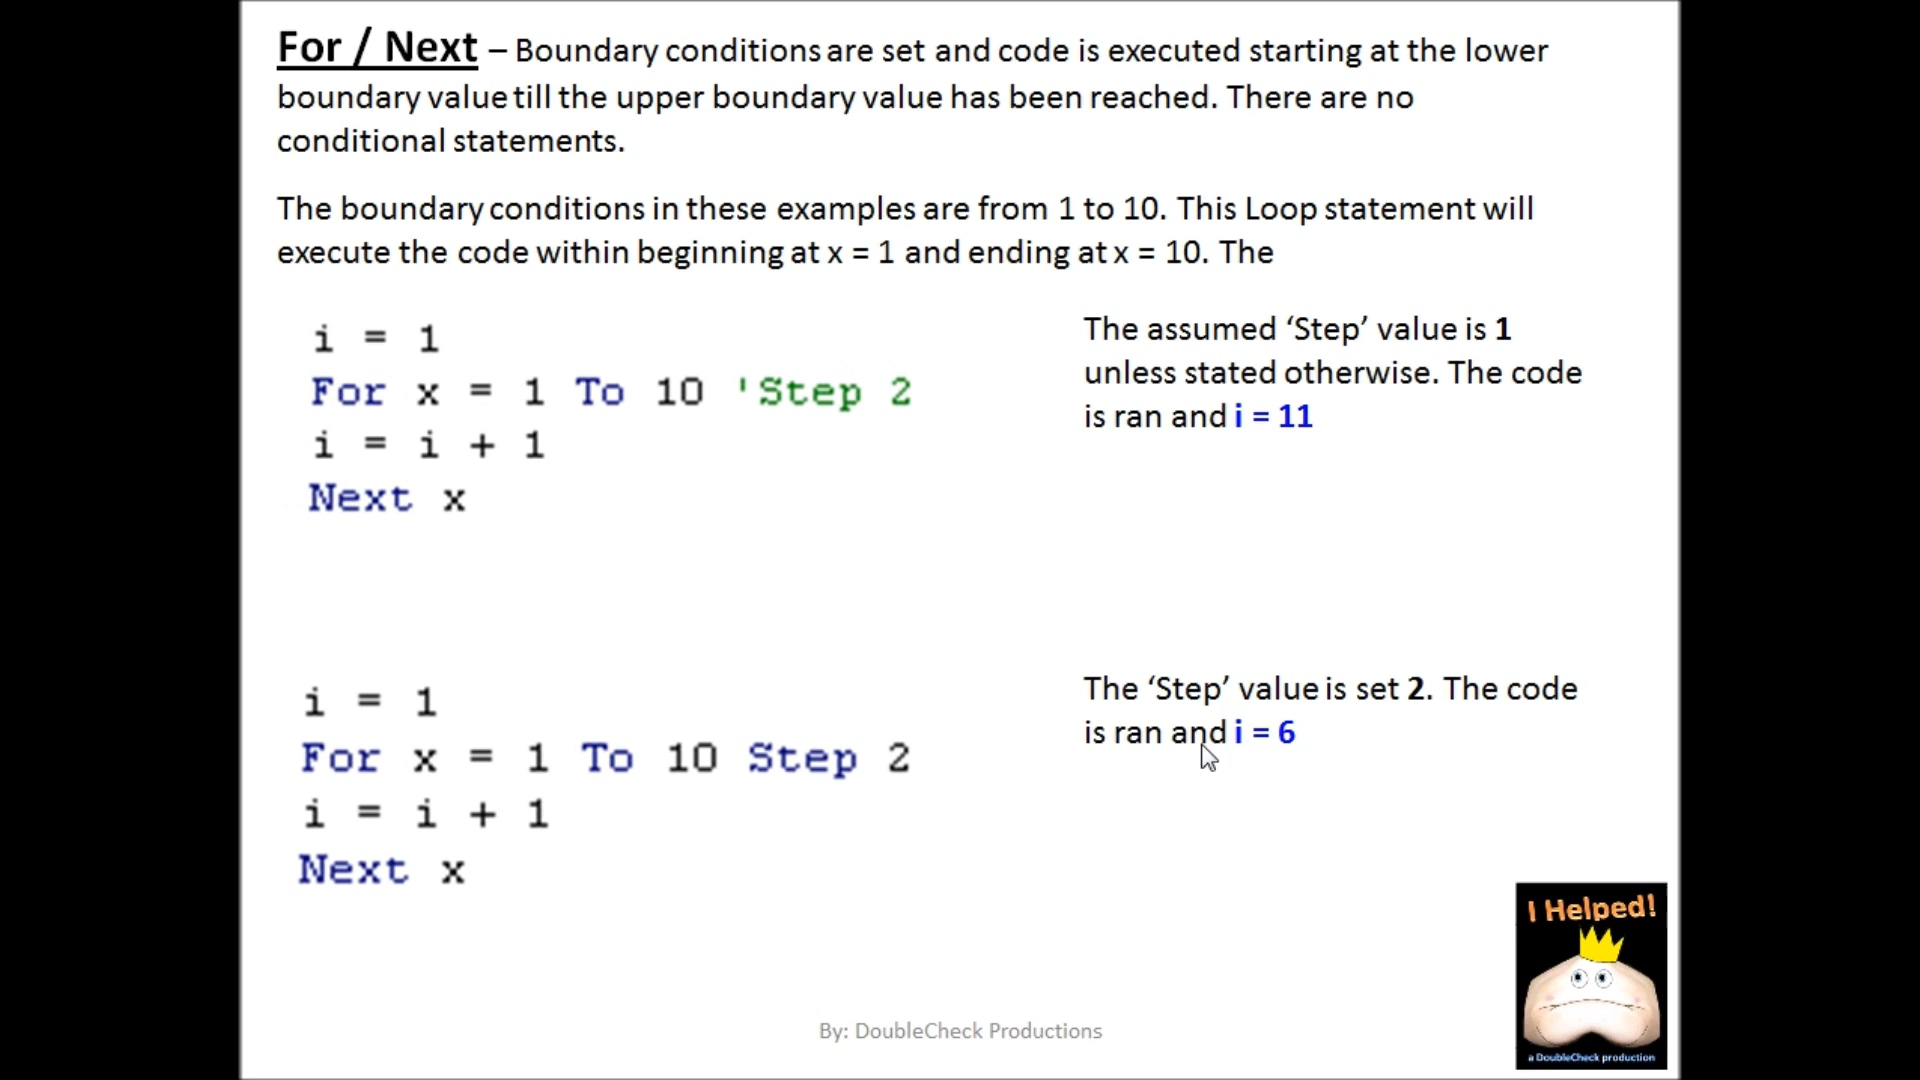 For / Next – Boundary conditions are set and code is executed starting at the lower
boundary value till the upper boundary value has been reached. There are no
conditional statements.
The boundary conditions in these examples are from 1 to 10. This Loop statement will
execute the code within beginning at x = 1 and ending at x = 10. The
i = 1
For x = 1 To 10 'Step 2
i = i + 1
Next x
The assumed ‘Step’ value is 1
unless stated otherwise. The code
is ran and i = 11
i = 1
For x = 1 To 10 Step 2
i = i + 1
Next x
The ‘Step’ value is set 2. The code
is ran and i = 6
I Helped!
a DoubleCheck production
By: DoubleCheck Productions